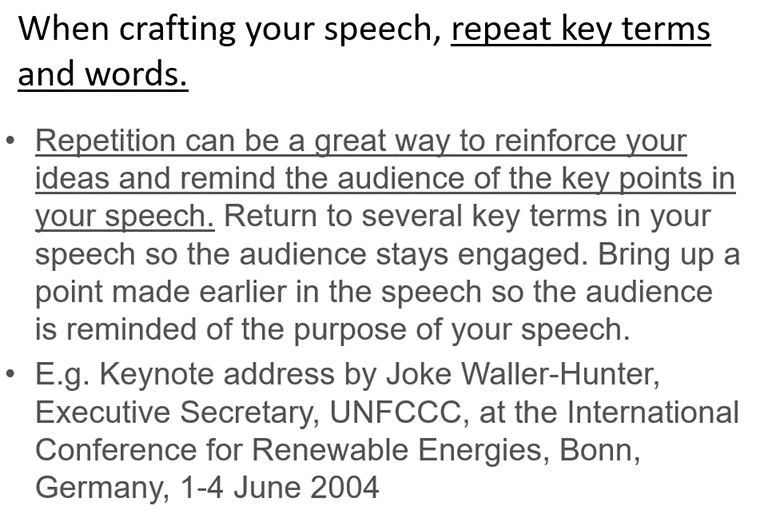 When crafting your speech, repeat key terms
and words.
• Repetition can be a great way to reinforce your
ideas and remind the audience of the key points in
your speech. Return to several key terms in your
speech so the audience stays engaged. Bring up a
point made earlier in the speech so the audience
is reminded of the purpose of your speech.
• E.g. Keynote address by Joke Waller-Hunter,
Executive Secretary, UNFCCC, at the International
Conference for Renewable Energies, Bonn,
Germany, 1-4 June 2004